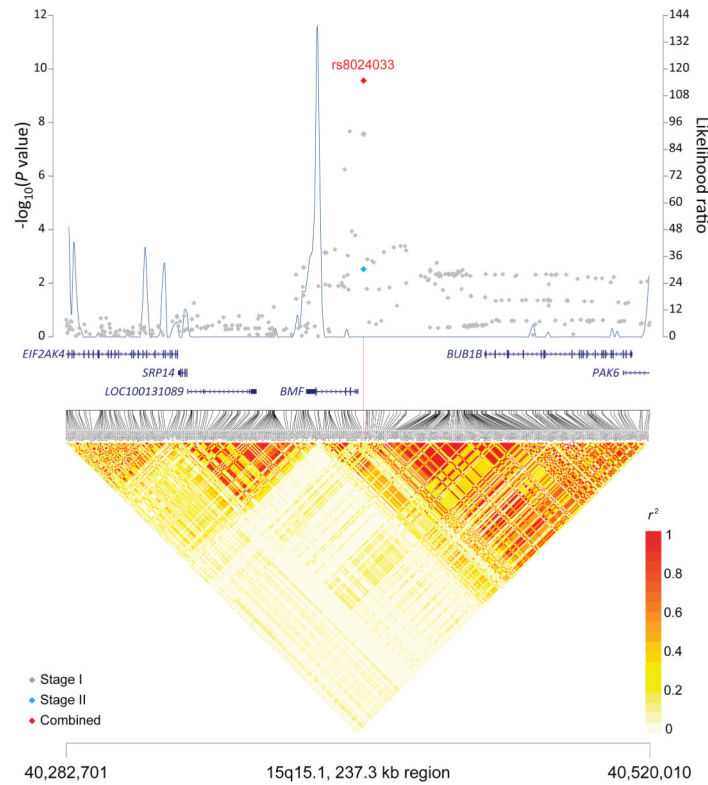 12
10
8
6
4
2
0
-log10(P value)
144
132
120
108
96
84
72
60
48
36
24
12
0
Likelihood ratio
rs8024033
EIF2AK4
BUB1B
SRP14
PAK6
LOC100131089
BMF
r²
1
0.8
0.6
0.4
0.2
0
Stage I
Stage II
Combined
40,282,701
15q15.1, 237.3 kb region
40,520,010